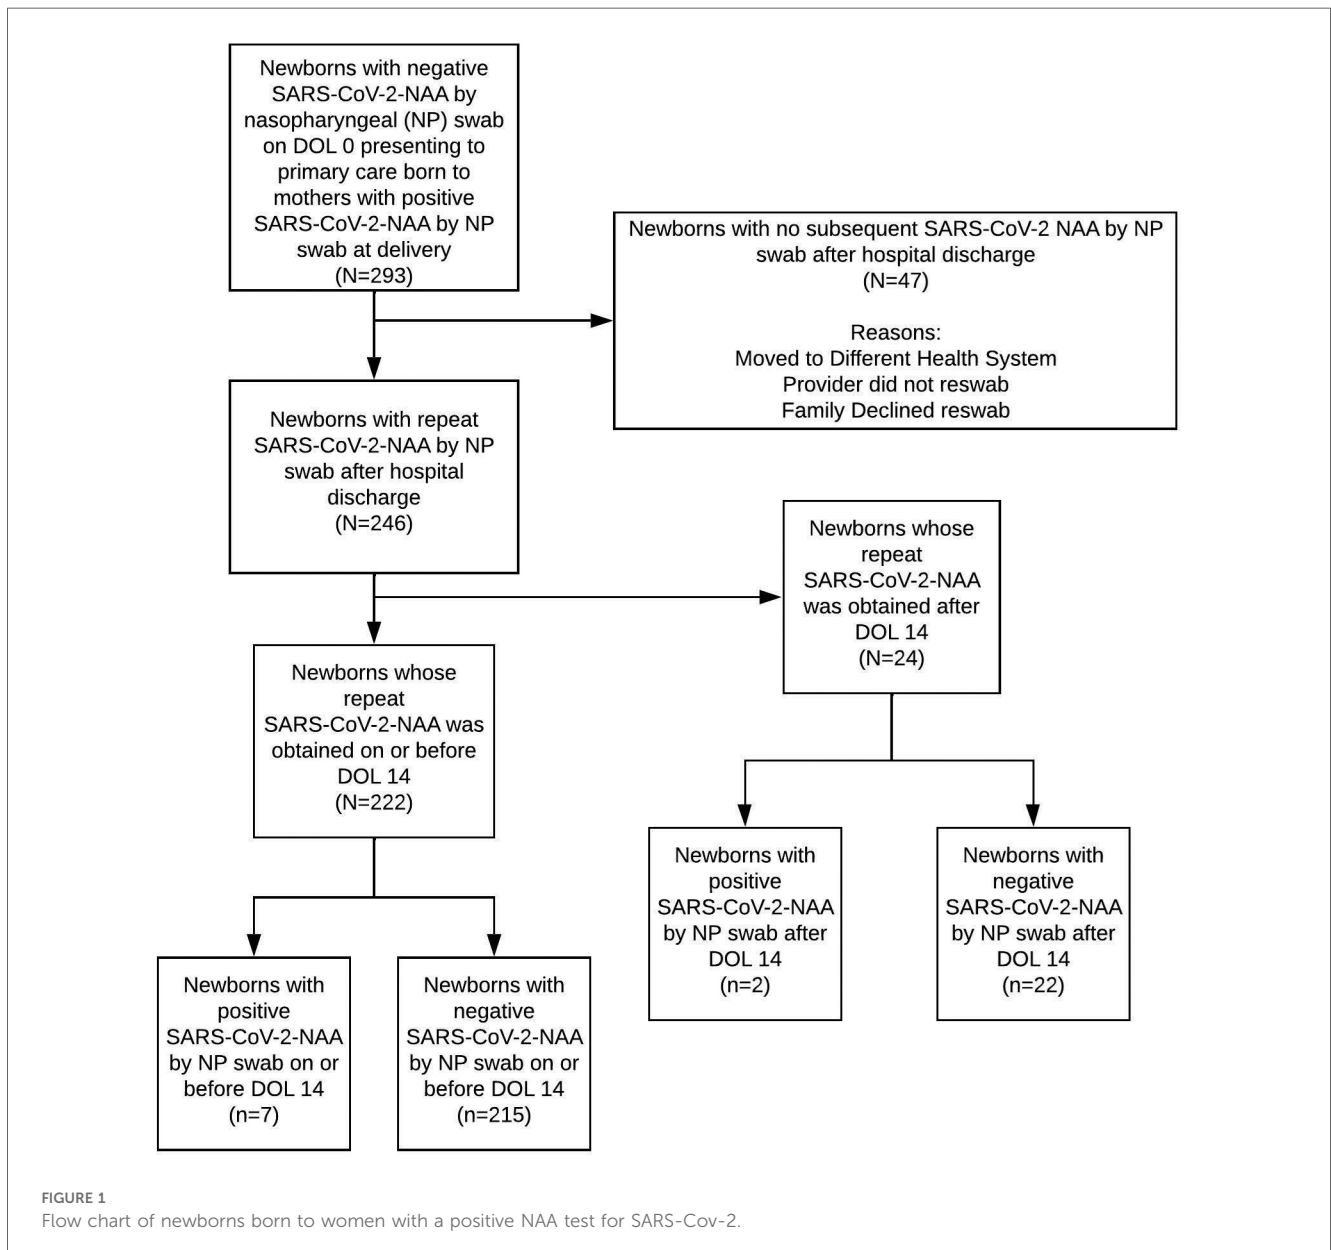 Newborns with negative
SARS-CoV-2-NAA by
nasopharyngeal (NP) swab
on DOL 0 presenting to
primary care born to
mothers with positive
SARS-CoV-2-NAA by NP
swab at delivery
(N=293)
Newborns with no subsequent SARS-CoV-2 NAA by NP
swab after hospital discharge
(N=47)
Reasons:
Moved to Different Health System
Provider did not reswab
Family Declined reswab
Newborns with repeat
SARS-CoV-2-NAA by NP
swab after hospital
discharge
(N=246)
Newborns whose
repeat
SARS-CoV-2-NAA
was obtained after
DOL 14
(N=24)
Newborns whose
repeat
SARS-CoV-2-NAA was
obtained on or before
DOL 14
(N=222)
Newborns with
positive
SARS-CoV-2-NAA
by NP swab after
DOL 14
(n=2)
Newborns with
negative
SARS-CoV-2-NAA
by NP swab after
DOL 14
(n=22)
Newborns with
positive
SARS-CoV-2-NAA
by NP swab on or
before DOL 14
(n=7)
Newborns with
negative
SARS-CoV-2-NAA
by NP swab on or
before DOL 14
(n=215)
FIGURE 1
Flow chart of newborns born to women with a positive NAA test for SARS-Cov-2.